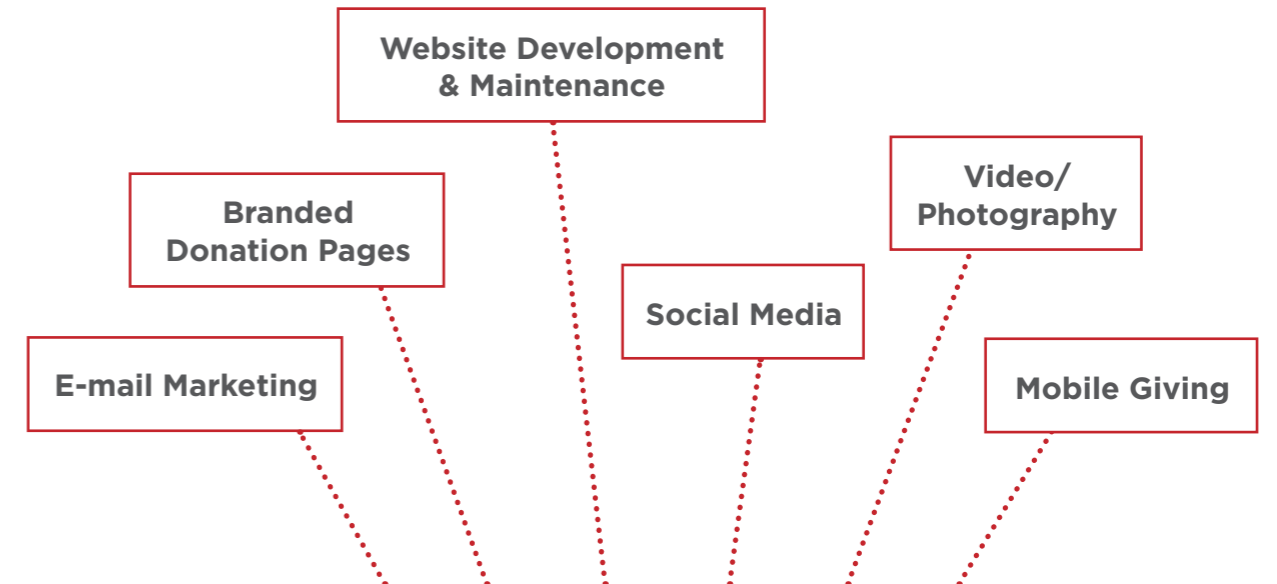 Website Development
& Maintenance
Video/
Photography
Branded
Donation Pages
Social Media
E-mail Marketing
Mobile Giving